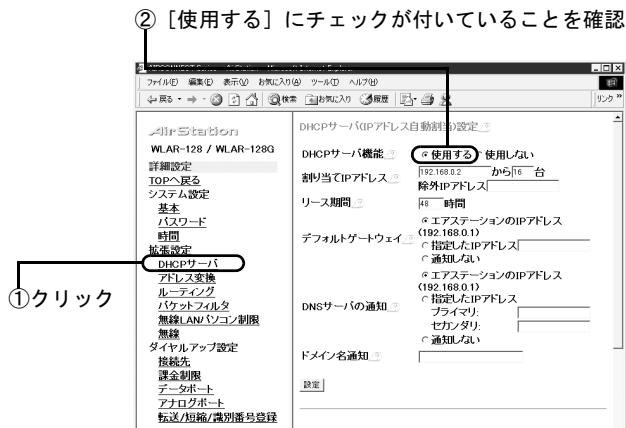 ②［使用する］にチェックが付いていることを確認
ファイル(F) 編集(E) 表示(V) お気に入り(A) ツール(T) ヘルプ(H)
戻る 検索 お気に入り 履歴 リンク »
AirStation
WLAR-128 / WLAR-128G
詳細設定
TOPへ戻る
システム設定
基本
パスワード
時間
拡張設定
DHCPサーバ
アドレス変換
ルーティング
パケットフィルタ
無線LANパソコン制限
無線
ダイヤルアップ設定
接続先
課金制限
データポート
アナログポート
転送/短縮/識別番号登録
①クリック
DHCPサーバ(IPアドレス自動割当)設定 ?
DHCPサーバ機能 ? 使用する 使用しない
割り当てIPアドレス ? 192.168.0.2 から 16 台
除外IPアドレス
リース期間 ? 48 時間
デフォルトゲートウェイ ? エアステーションのIPアドレス
(192.168.0.1)
指定したIPアドレス
通知しない
DNSサーバの通知 ? エアステーションのIPアドレス
(192.168.0.1)
指定したIPアドレス
プライマリ:
セカンダリ:
通知しない
ドメイン名通知 ?
設定